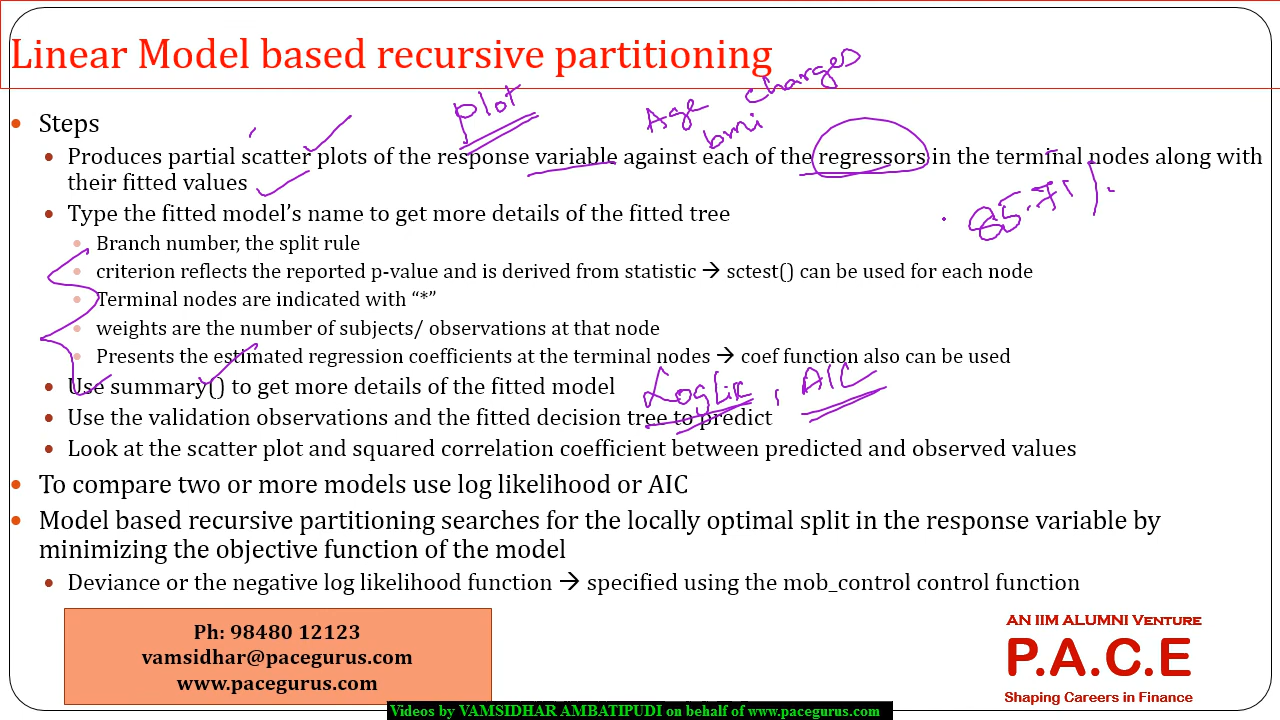 Linear Model based recursive partitioning
plot
Age
bmi
charges
• Steps
• Produces partial scatter plots of the response variable against each of the regressors in the terminal nodes along with
their fitted values
85.71%
• Type the fitted model’s name to get more details of the fitted tree
• Branch number, the split rule
• criterion reflects the reported p-value and is derived from statistic → sctest() can be used for each node
• Terminal nodes are indicated with “*”
• weights are the number of subjects/ observations at that node
• Presents the estimated regression coefficients at the terminal nodes → coef function also can be used
• Use summary() to get more details of the fitted model
LogLik, AIC
• Use the validation observations and the fitted decision tree to predict
• Look at the scatter plot and squared correlation coefficient between predicted and observed values
• To compare two or more models use log likelihood or AIC
• Model based recursive partitioning searches for the locally optimal split in the response variable by
minimizing the objective function of the model
• Deviance or the negative log likelihood function → specified using the mob_control control function
Ph: 98480 12123
vamsidhar@pacegurus.com
www.pacegurus.com
AN IIM ALUMNI VENTURE
P.A.C.E
Shaping Careers in Finance
Videos by VAMSIDHAR AMBATIPUDI on behalf of www.pacegurus.com